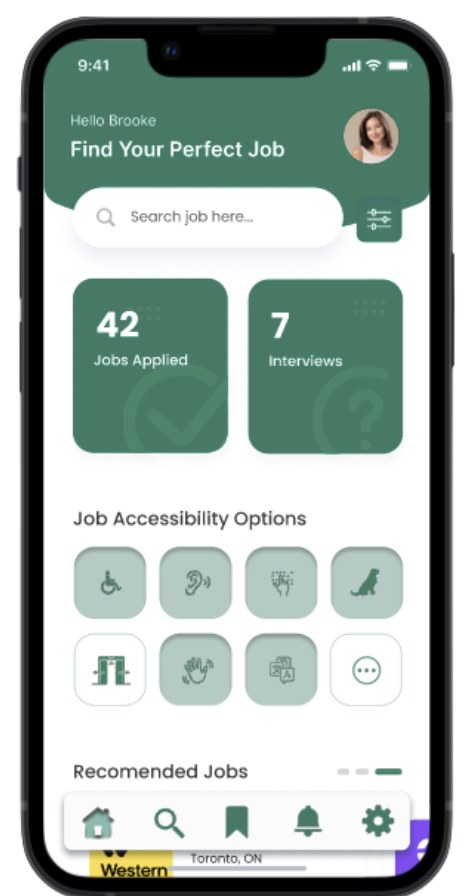 9:41
Hello Brooke
Find Your Perfect Job
Search job here...
42
Jobs Applied
7
Interviews
Job Accessibility Options
A
Recomended Jobs
Western
Toronto, ON